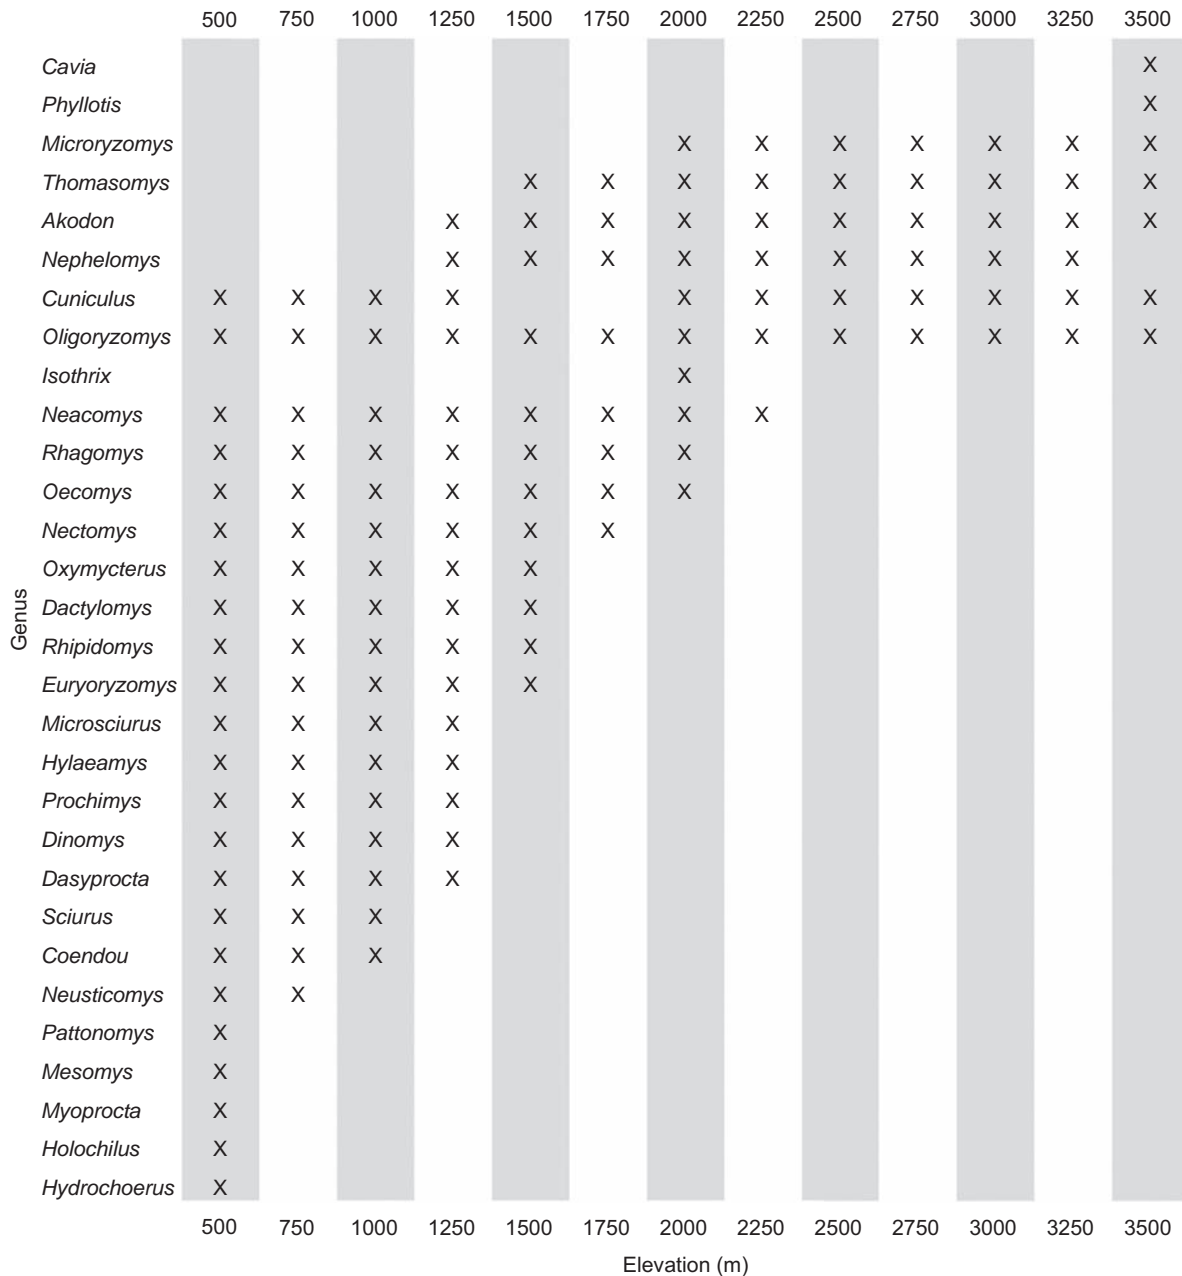 500 750 1000 1250 1500 1750 2000 2250 2500 2750 3000 3250 3500
Cavia X
Phyllotis X
Microryzomys X X X X X X X
Thomasomys X X X X X X X X X
Akodon X X X X X X X X X X
Nephelomys X X X X X X X X X
Cuniculus X X X X X X X X X X X
Oligoryzomys X X X X X X X X X X X X X
Isothrix X
Neacomys X X X X X X X X
Rhagomys X X X X X X X
Oecomys X X X X X X X
Nectomys X X X X X X
Oxymycterus X X X X X
Dactylomys X X X X X
Rhipidomys X X X X X
Euryoryzomys X X X X X
Microsciurus X X X X
Hylaeamys X X X X
Prochimys X X X X
Dinomys X X X X
Dasyprocta X X X X
Sciurus X X X
Coendou X X X
Neusticomys X X
Pattonomys X
Mesomys X
Myoprocta X
Holochilus X
Hydrochoerus X
Genus
500 750 1000 1250 1500 1750 2000 2250 2500 2750 3000 3250 3500
Elevation (m)